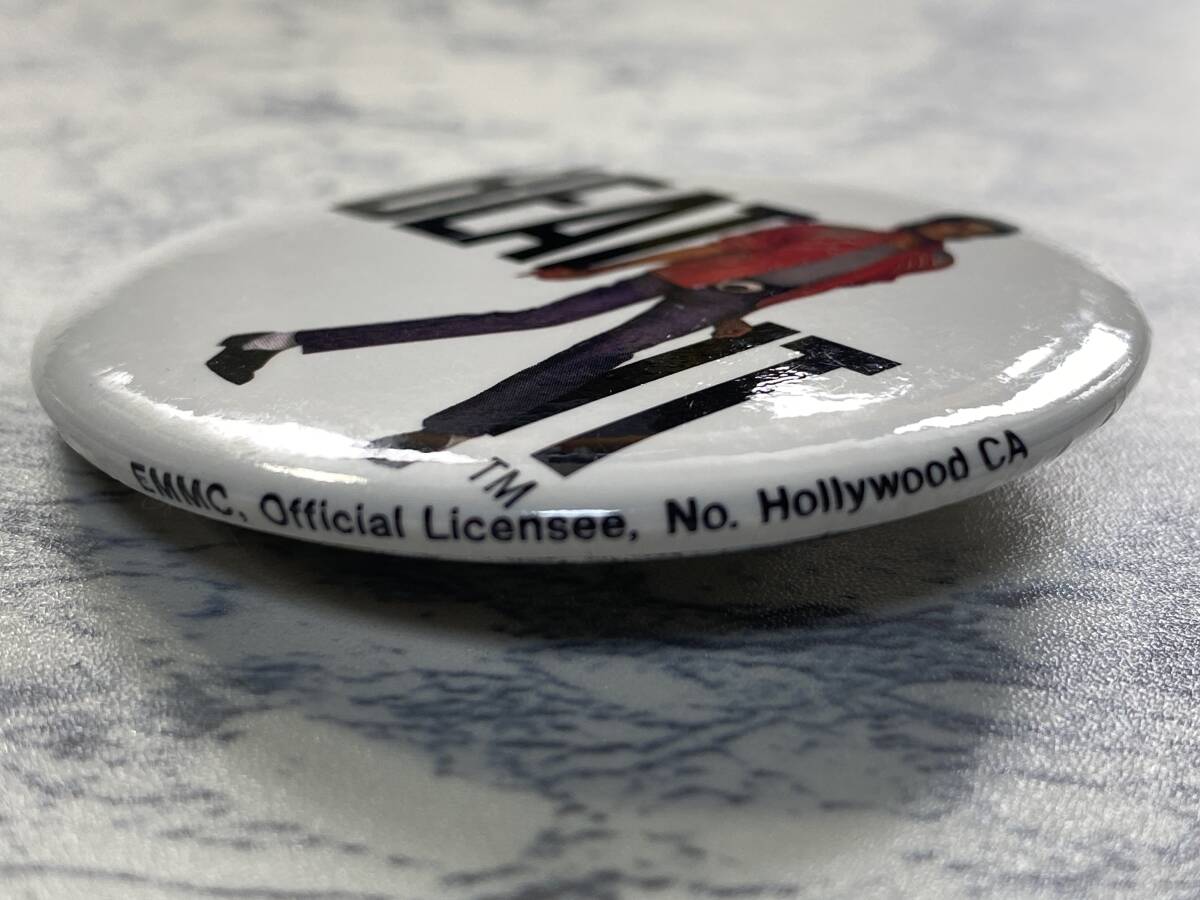 BEAT
IT
TM
EMMC, Official Licensee, No. Hollywood CA